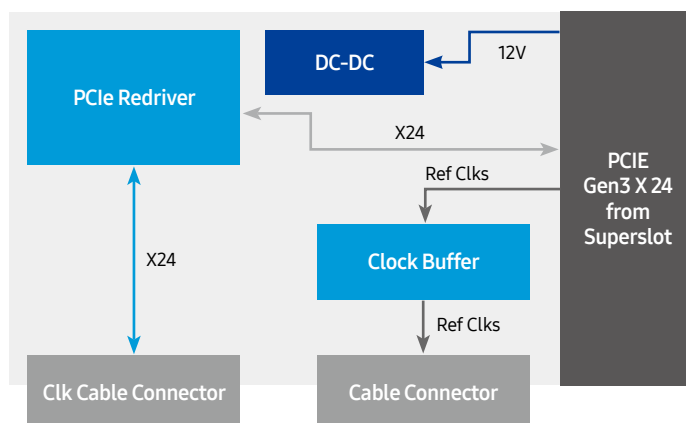 DC-DC
12V
PCIe Redriver
X24
PCIE
Gen3 X 24
from
Superslot
Ref Clks
X24
Clock Buffer
Ref Clks
Clk Cable Connector
Cable Connector